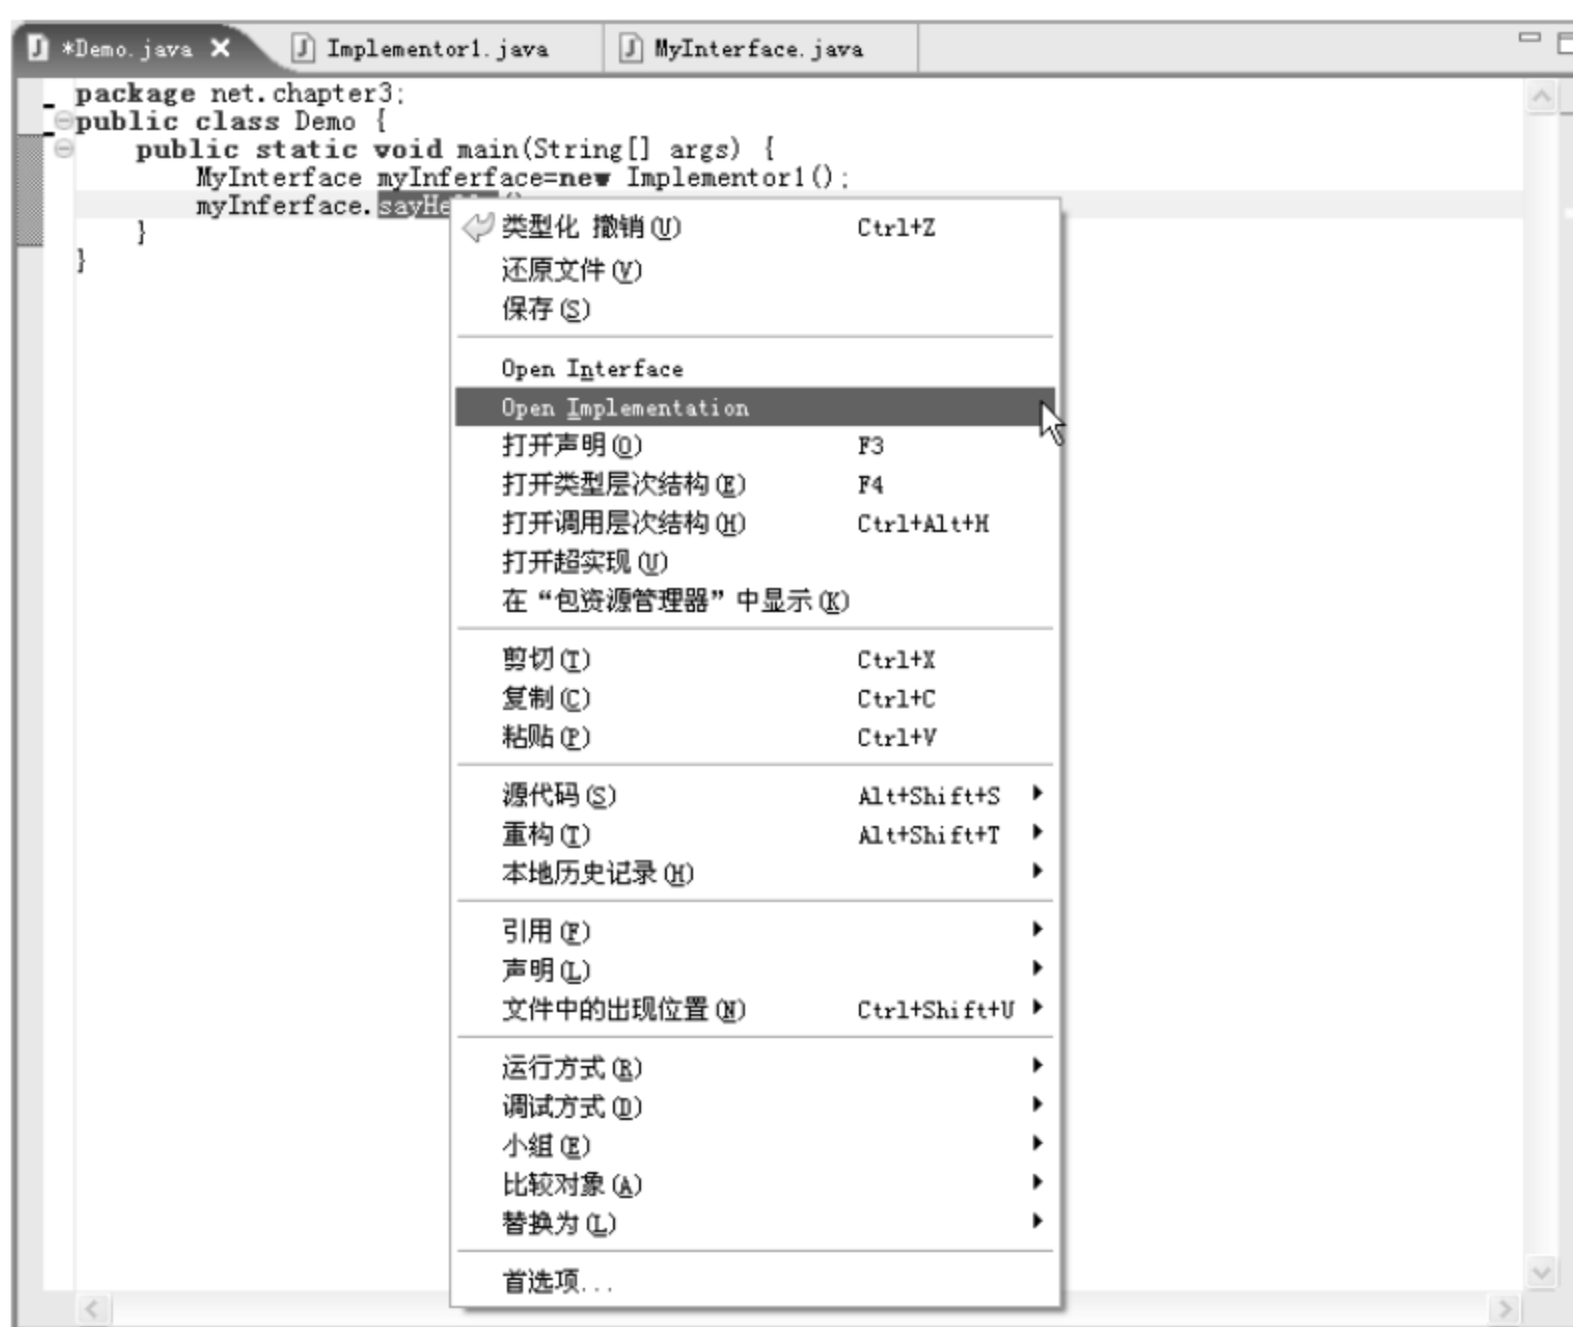 *Demo.java
Implementor1.java
MyInterface.java
package net.chapter3;
public class Demo {
public static void main(String[] args) {
MyInterface myInferface=new Implementor1();
myInferface.
}
}
类型化 撤销(U) Ctrl+Z
还原文件(V)
保存(S)
Open Interface
Open Implementation
打开声明(O) F3
打开类型层次结构(E) F4
打开调用层次结构(H) Ctrl+Alt+H
打开超实现(U)
在“包资源管理器”中显示(K)
剪切(T) Ctrl+X
复制(C) Ctrl+C
粘贴(P) Ctrl+V
源代码(S) Alt+Shift+S
重构(T) Alt+Shift+T
本地历史记录(H)
引用(F)
声明(L)
文件中的出现位置(N) Ctrl+Shift+U
运行方式(R)
调试方式(D)
小组(E)
比较对象(A)
替换为(L)
首选项...